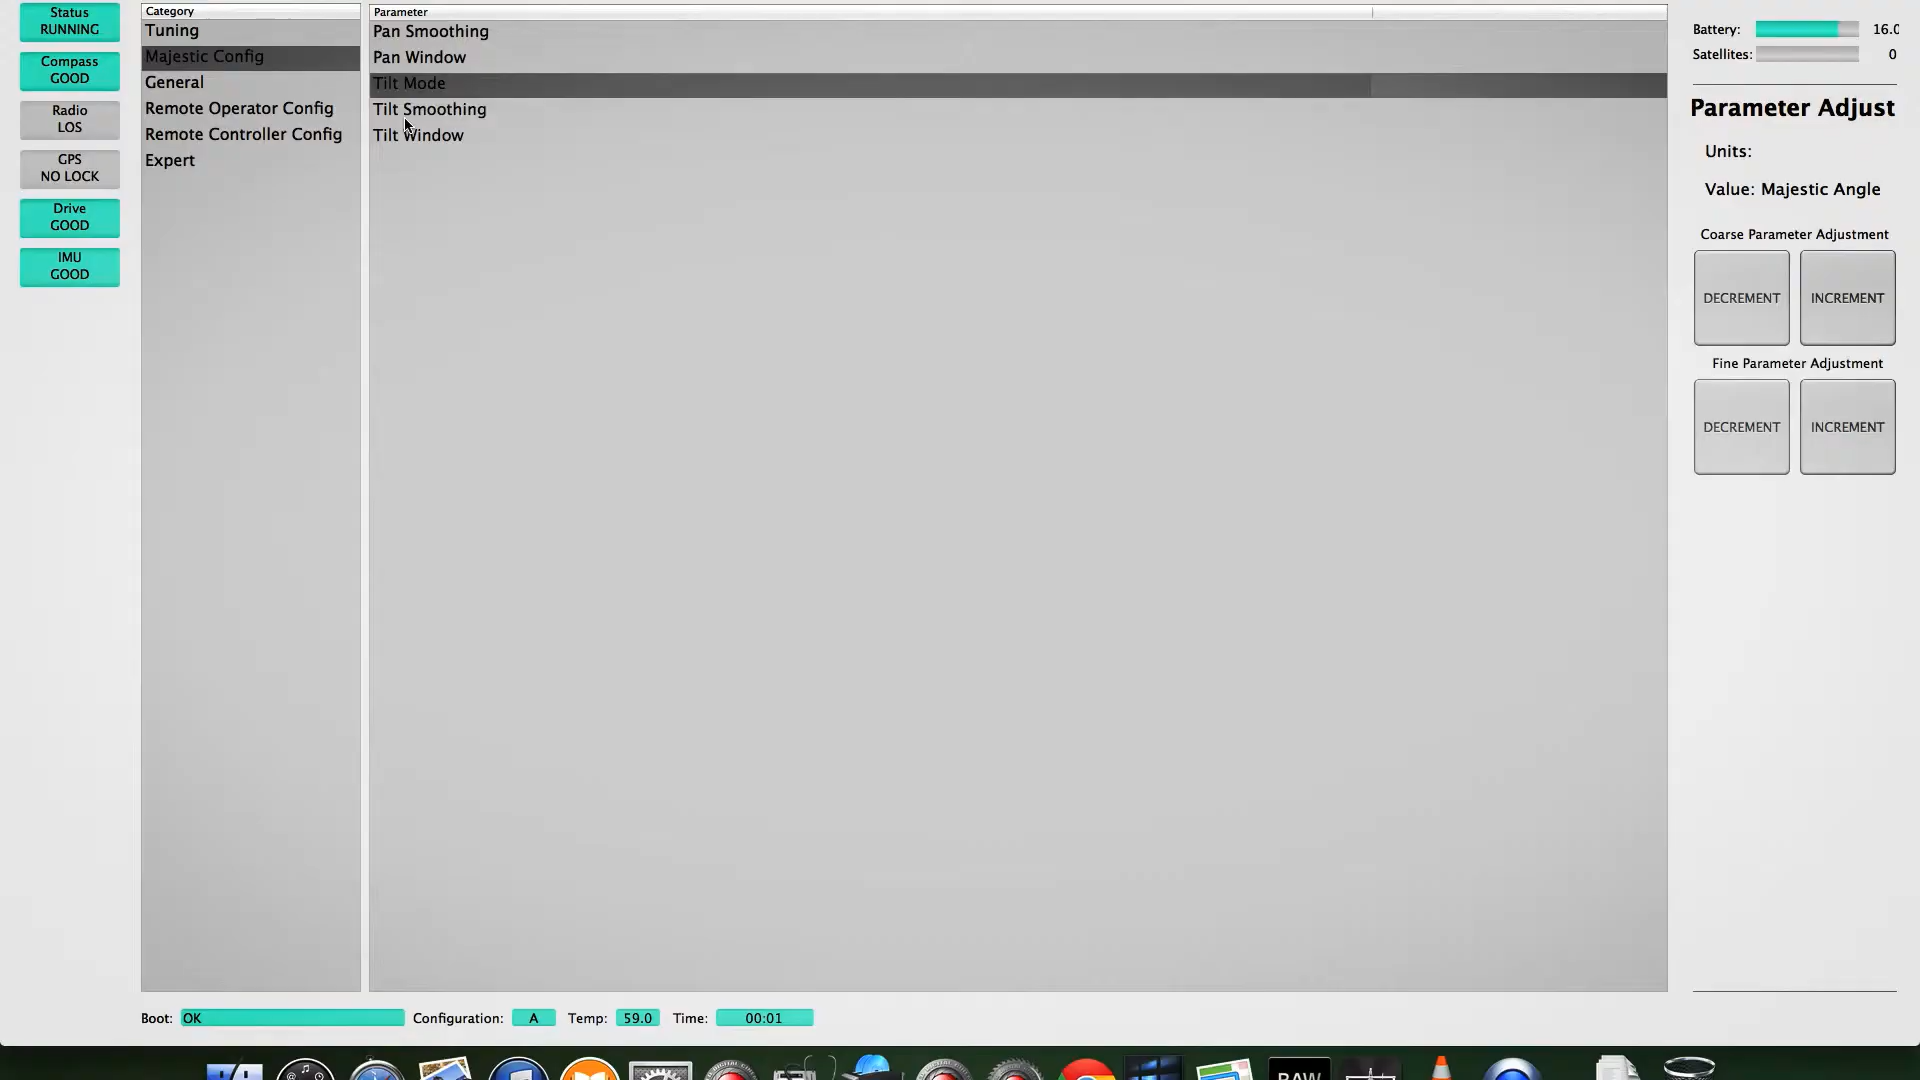 Status
RUNNING
Compass
GOOD
Radio
LOS
GPS
NO LOCK
Drive
GOOD
IMU
GOOD
Category
Tuning
Majestic Config
General
Remote Operator Config
Remote Controller Config
Expert
Parameter
Pan Smoothing
Pan Window
Tilt Mode
Tilt Smoothing
Tilt Window
Battery: 16.0
Satellites: 0
Parameter Adjust
Units:
Value: Majestic Angle
Coarse Parameter Adjustment
DECREMENT INCREMENT
Fine Parameter Adjustment
DECREMENT INCREMENT
Boot: OK Configuration: A Temp: 59.0 Time: 00:01
RAW